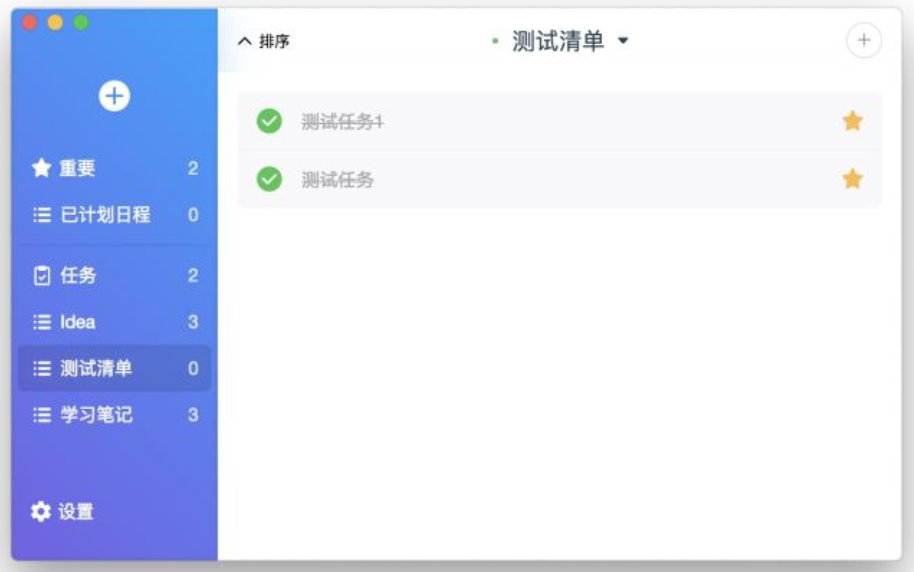 重要 2
已计划日程 0
任务 2
Idea 3
测试清单 0
学习笔记 3
设置
排序
测试清单
测试任务1
测试任务